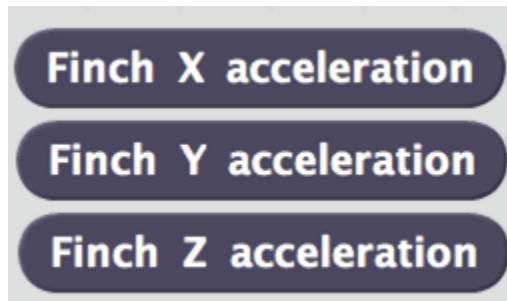 Finch X acceleration
Finch Y acceleration
Finch Z acceleration